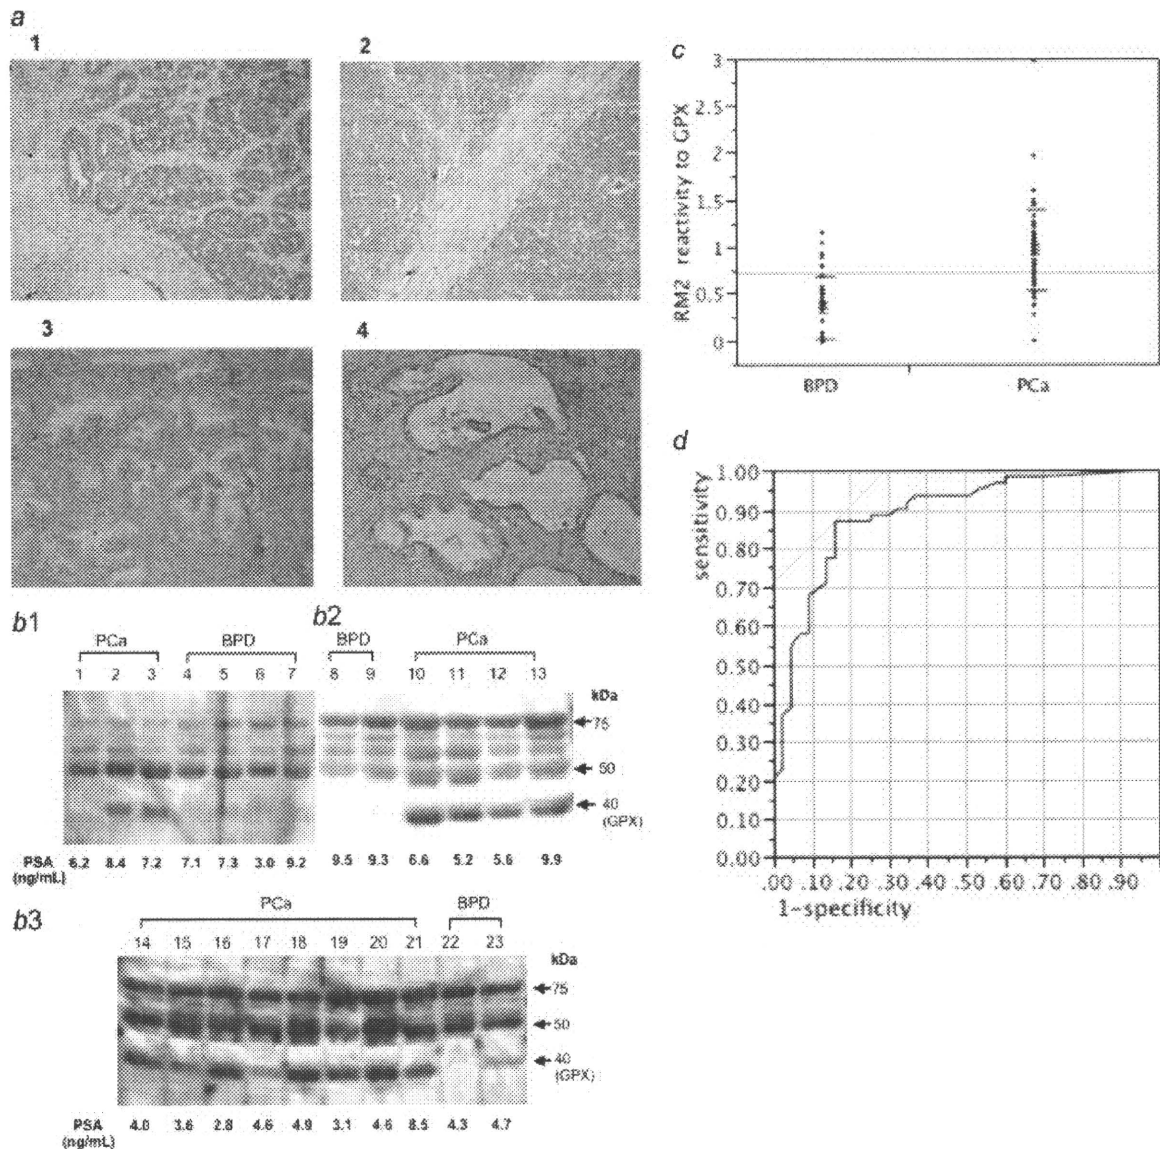 a
1
2
3
4
b1
PCa
BPD
1 2 3 4 5 6 7
b2
BPD
PCa
8 9 10 11 12 13
kDa
75
50
40
(GPX)
PSA 6.2 8.4 7.2 7.1 7.3 3.0 9.2 9.5 9.3 6.6 5.2 5.6 9.9
(ng/mL)
b3
PCa
BPD
14 15 16 17 18 19 20 21 22 23
kDa
75
50
40
(GPX)
PSA 4.0 3.6 2.8 4.6 4.9 3.1 4.6 8.5 4.3 4.7
(ng/mL)
c
RM2 reactivity to GPX
3
2.5
2
1.5
1
0.5
0
BPD
PCa
d
sensitivity
1.00
0.90
0.80
0.70
0.60
0.50
0.40
0.30
0.20
0.10
0.00
.00 .10 .20 .30 .40 .50 .60 .70 .80 .90
1-specificity